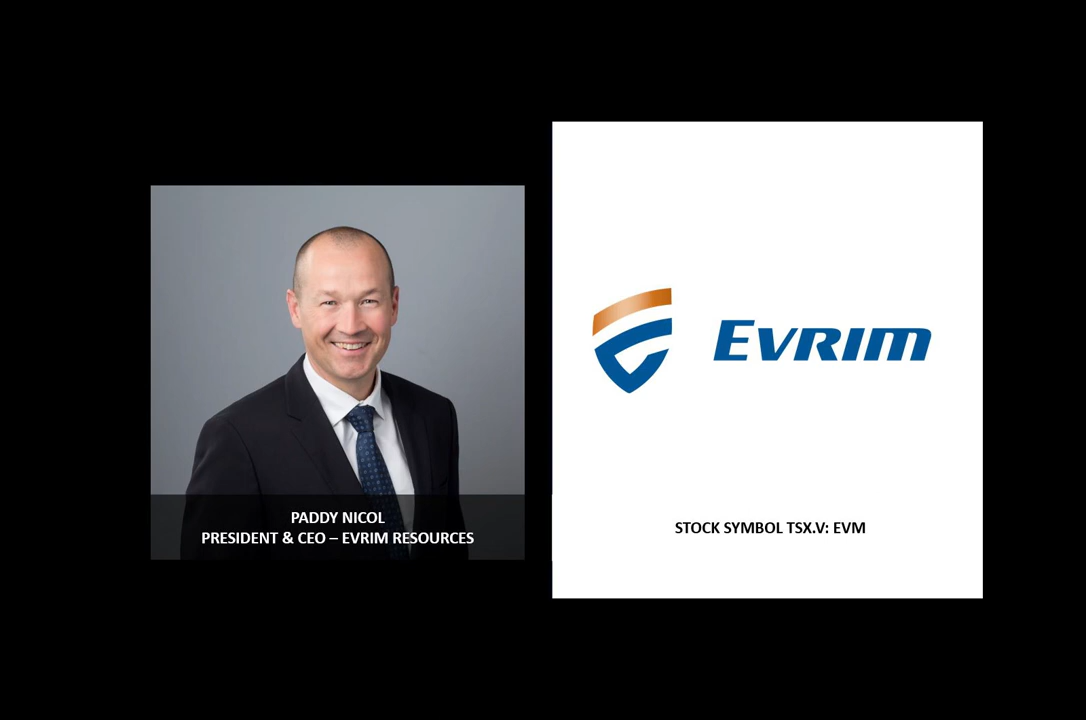 PADDY NICOL
PRESIDENT & CEO – EVRIM RESOURCES
EVRIM
STOCK SYMBOL TSX.V: EVM